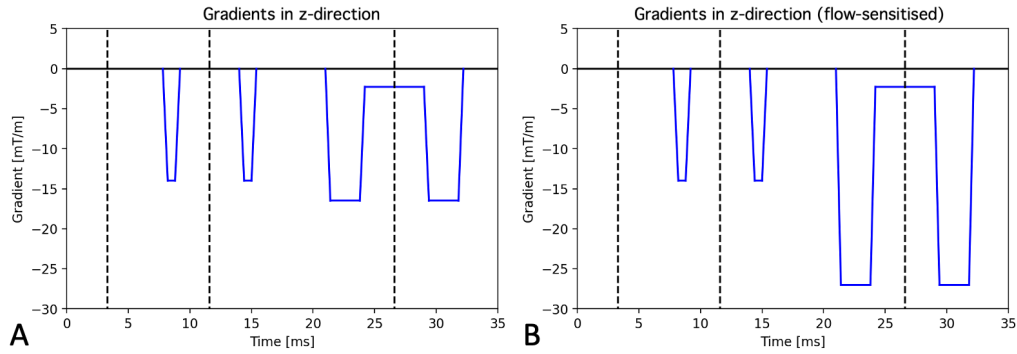 Gradients in z-direction
5
0
−5
−10
−15
−20
−25
−30
Gradient [mT/m]
0 5 10 15 20 25 30 35
Time [ms]
A
Gradients in z-direction (flow-sensitised)
5
0
−5
−10
−15
−20
−25
−30
Gradient [mT/m]
0 5 10 15 20 25 30 35
Time [ms]
B